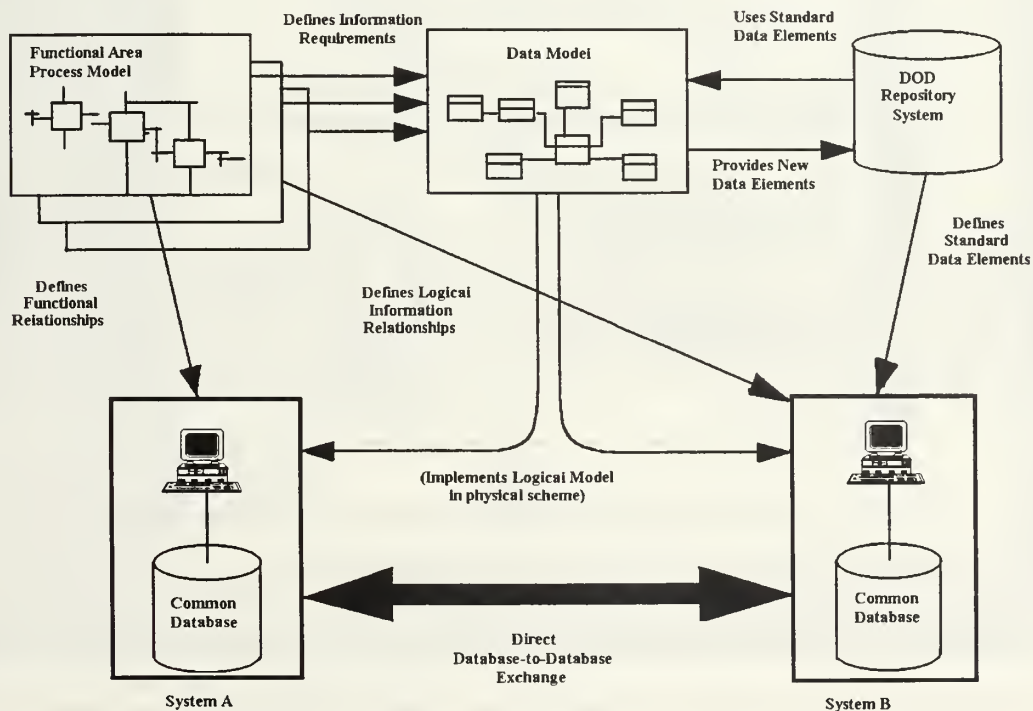 Defines Information
Requirements
Uses Standard
Data Elements
Functional Area
Process Model
Data Model
DOD
Repository
System
Provides New
Data Elements
Defines
Standard
Data Elements
Defines
Functional
Relationships
Defines Logical
Information
Relationships
(Implements Logical Model
in physical scheme)
Common
Database
Common
Database
Direct
Database-to-Database
Exchange
System A
System B